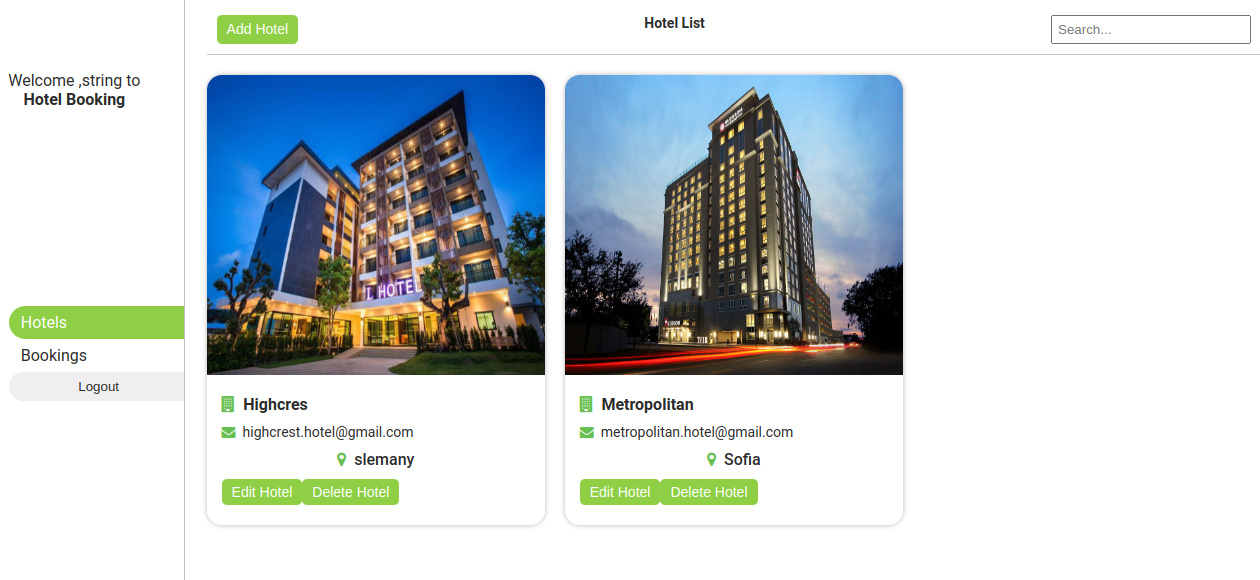 Add Hotel
Hotel List
Search...
Welcome ,string to
Hotel Booking
Hotels
Bookings
Logout
I HOTEL
Highcres
highcrest.hotel@gmail.com
slemany
Edit Hotel
Delete Hotel
Metropolitan
metropolitan.hotel@gmail.com
Sofia
Edit Hotel
Delete Hotel